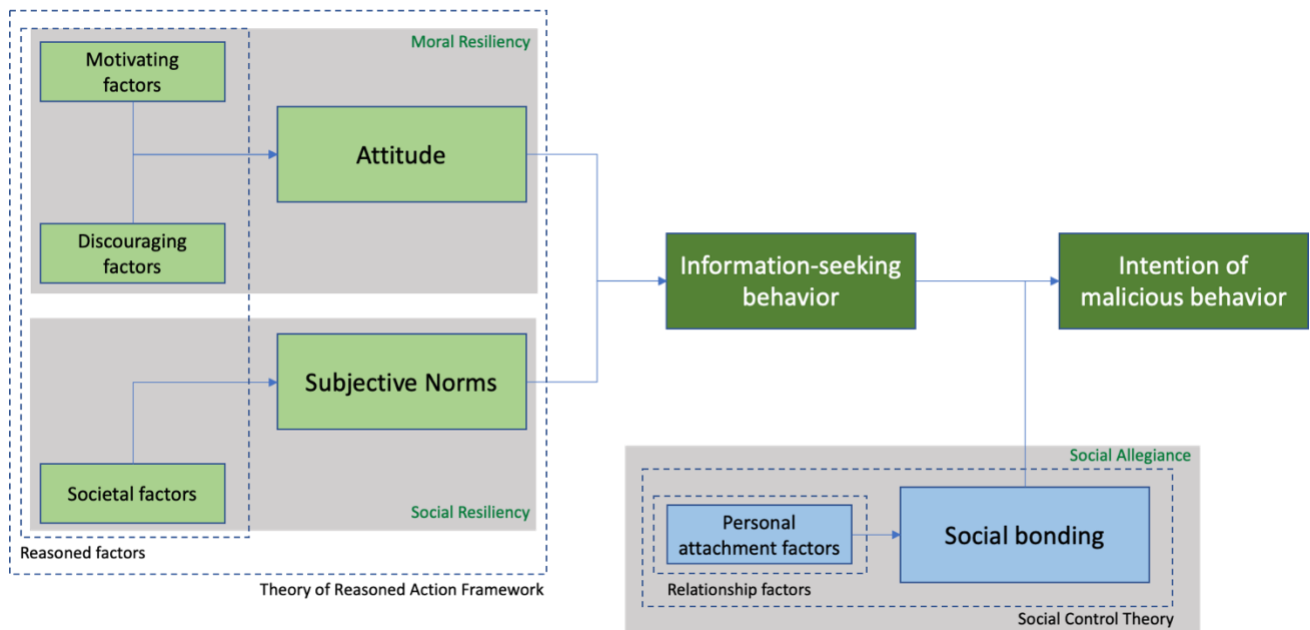 Moral Resiliency
Motivating
factors
Attitude
Discouraging
factors
Subjective Norms
Societal factors
Social Resiliency
Reasoned factors
Theory of Reasoned Action Framework
Information-seeking
behavior
Intention of
malicious behavior
Social Allegiance
Personal
attachment factors
Social bonding
Relationship factors
Social Control Theory